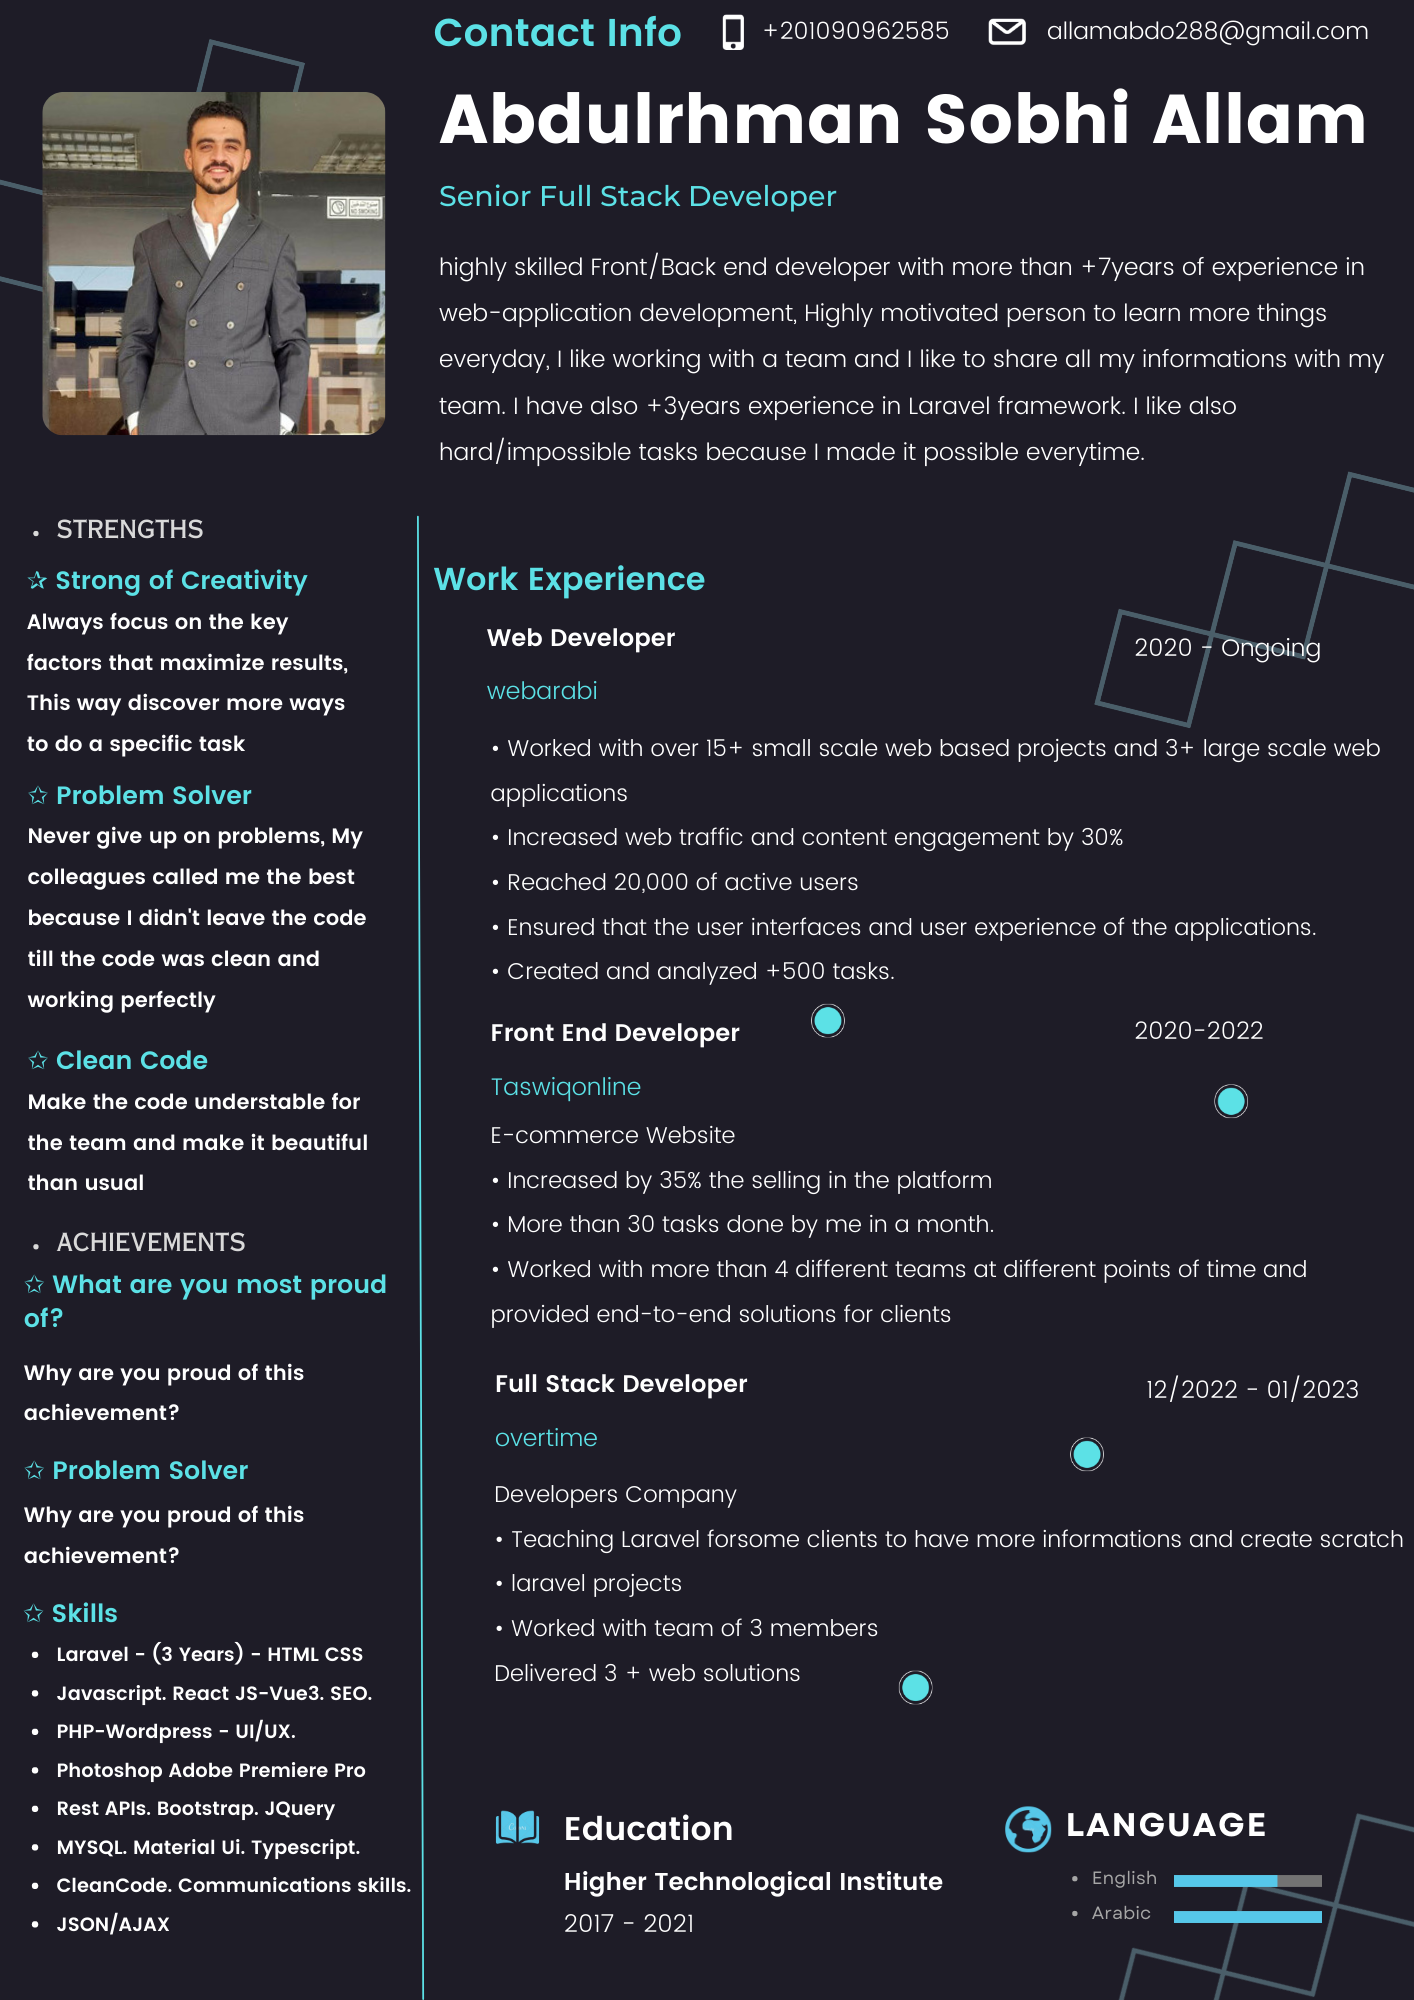 Contact Info
+201090962585
allamabdo288@gmail.com
Abdulrhman Sobhi Allam
Senior Full Stack Developer
highly skilled Front/Back end developer with more than +7years of experience in
web-application development, Highly motivated person to learn more things
everyday, I like working with a team and I like to share all my informations with my
team. I have also +3years experience in Laravel framework. I like also
hard/impossible tasks because I made it possible everytime.
NO SMOKING
• STRENGTHS
✰ Strong of Creativity
Always focus on the key
factors that maximize results,
This way discover more ways
to do a specific task
✩ Problem Solver
Never give up on problems, My
colleagues called me the best
because I didn't leave the code
till the code was clean and
working perfectly
✩ Clean Code
Make the code understable for
the team and make it beautiful
than usual
• ACHIEVEMENTS
✩ What are you most proud
of?
Why are you proud of this
achievement?
✩ Problem Solver
Why are you proud of this
achievement?
✩ Skills
• Laravel - (3 Years) - HTML CSS
• Javascript. React JS-Vue3. SEO.
• PHP-Wordpress - UI/UX.
• Photoshop Adobe Premiere Pro
• Rest APIs. Bootstrap. JQuery
• MYSQL. Material Ui. Typescript.
• CleanCode. Communications skills.
• JSON/AJAX
Work Experience
Web Developer
2020 - Ongoing
webarabi
• Worked with over 15+ small scale web based projects and 3+ large scale web
applications
• Increased web traffic and content engagement by 30%
• Reached 20,000 of active users
• Ensured that the user interfaces and user experience of the applications.
• Created and analyzed +500 tasks.
Front End Developer
2020-2022
Taswiqonline
E-commerce Website
• Increased by 35% the selling in the platform
• More than 30 tasks done by me in a month.
• Worked with more than 4 different teams at different points of time and
provided end-to-end solutions for clients
Full Stack Developer
12/2022 - 01/2023
overtime
Developers Company
• Teaching Laravel forsome clients to have more informations and create scratch
• laravel projects
• Worked with team of 3 members
Delivered 3 + web solutions
Education
Higher Technological Institute
2017 - 2021
LANGUAGE
• English
• Arabic